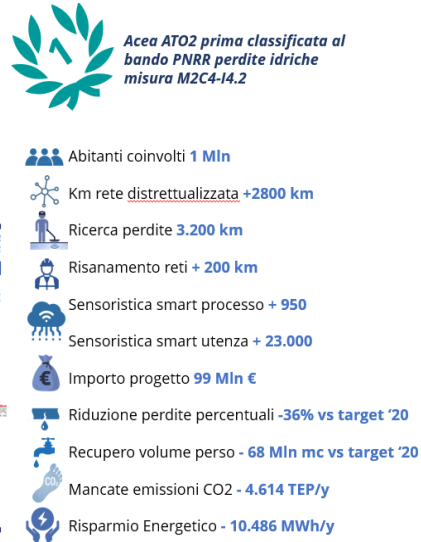 1
Acea ATO2 prima classificata al
bando PNRR perdite idriche
misura M2C4-I4.2
Abitanti coinvolti 1 Mln
Km rete distrettualizzata +2800 km
Ricerca perdite 3.200 km
Risanamento reti + 200 km
Sensoristica smart processo + 950
Sensoristica smart utenza + 23.000
€
Importo progetto 99 Mln €
Riduzione perdite percentuali -36% vs target ‘20
Recupero volume perso - 68 Mln mc vs target ‘20
CO₂
Mancate emissioni CO2 - 4.614 TEP/y
Risparmio Energetico - 10.486 MWh/y